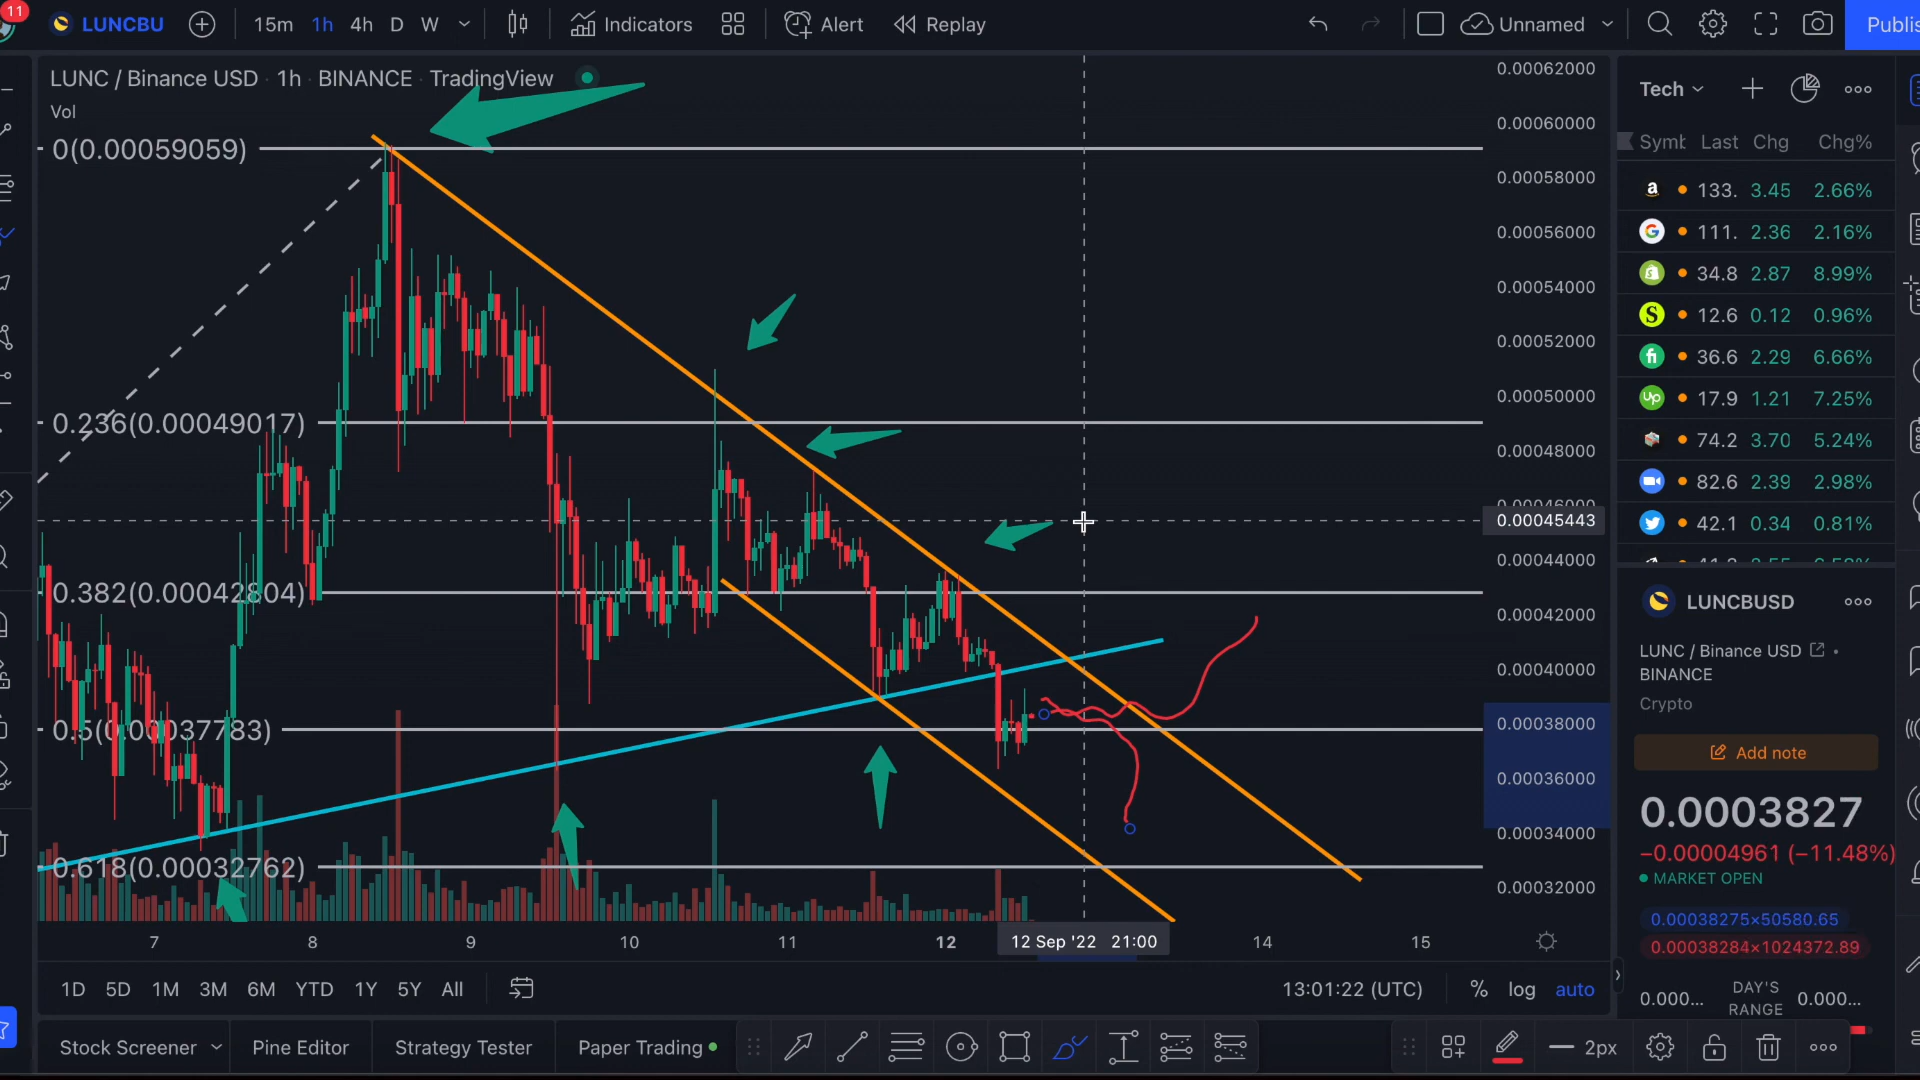 11
LUNCBU 15m 1h 4h D W Indicators Alert Replay Unnamed Publis
LUNC / Binance USD · 1h · BINANCE · TradingView
Vol
0(0.00059059)
0.236(0.00049017)
0.382(0.00042804)
0.5(0.00037783)
0.618(0.00032762)
0.00062000
0.00060000
0.00058000
0.00056000
0.00054000
0.00052000
0.00050000
0.00048000
0.00046000
0.00045443
0.00044000
0.00042000
0.00040000
0.00038000
0.00036000
0.00034000
0.00032000
7 8 9 10 11 12 12 Sep '22 21:00 14 15
1D 5D 1M 3M 6M YTD 1Y 5Y All 13:01:22 (UTC) % log auto
Stock Screener Pine Editor Strategy Tester Paper Trading 2px
Tech
Symb Last Chg Chg%
a 133. 3.45 2.66%
G 111. 2.36 2.16%
34.8 2.87 8.99%
S 12.6 0.12 0.96%
fi 36.6 2.29 6.66%
up 17.9 1.21 7.25%
74.2 3.70 5.24%
82.6 2.39 2.98%
42.1 0.34 0.81%
LUNCBUSD
LUNC / Binance USD
BINANCE
Crypto
Add note
0.0003827
−0.00004961 (−11.48%)
MARKET OPEN
0.00038275×50580.65
0.00038284×1024372.89
0.000... DAY'S RANGE 0.000...